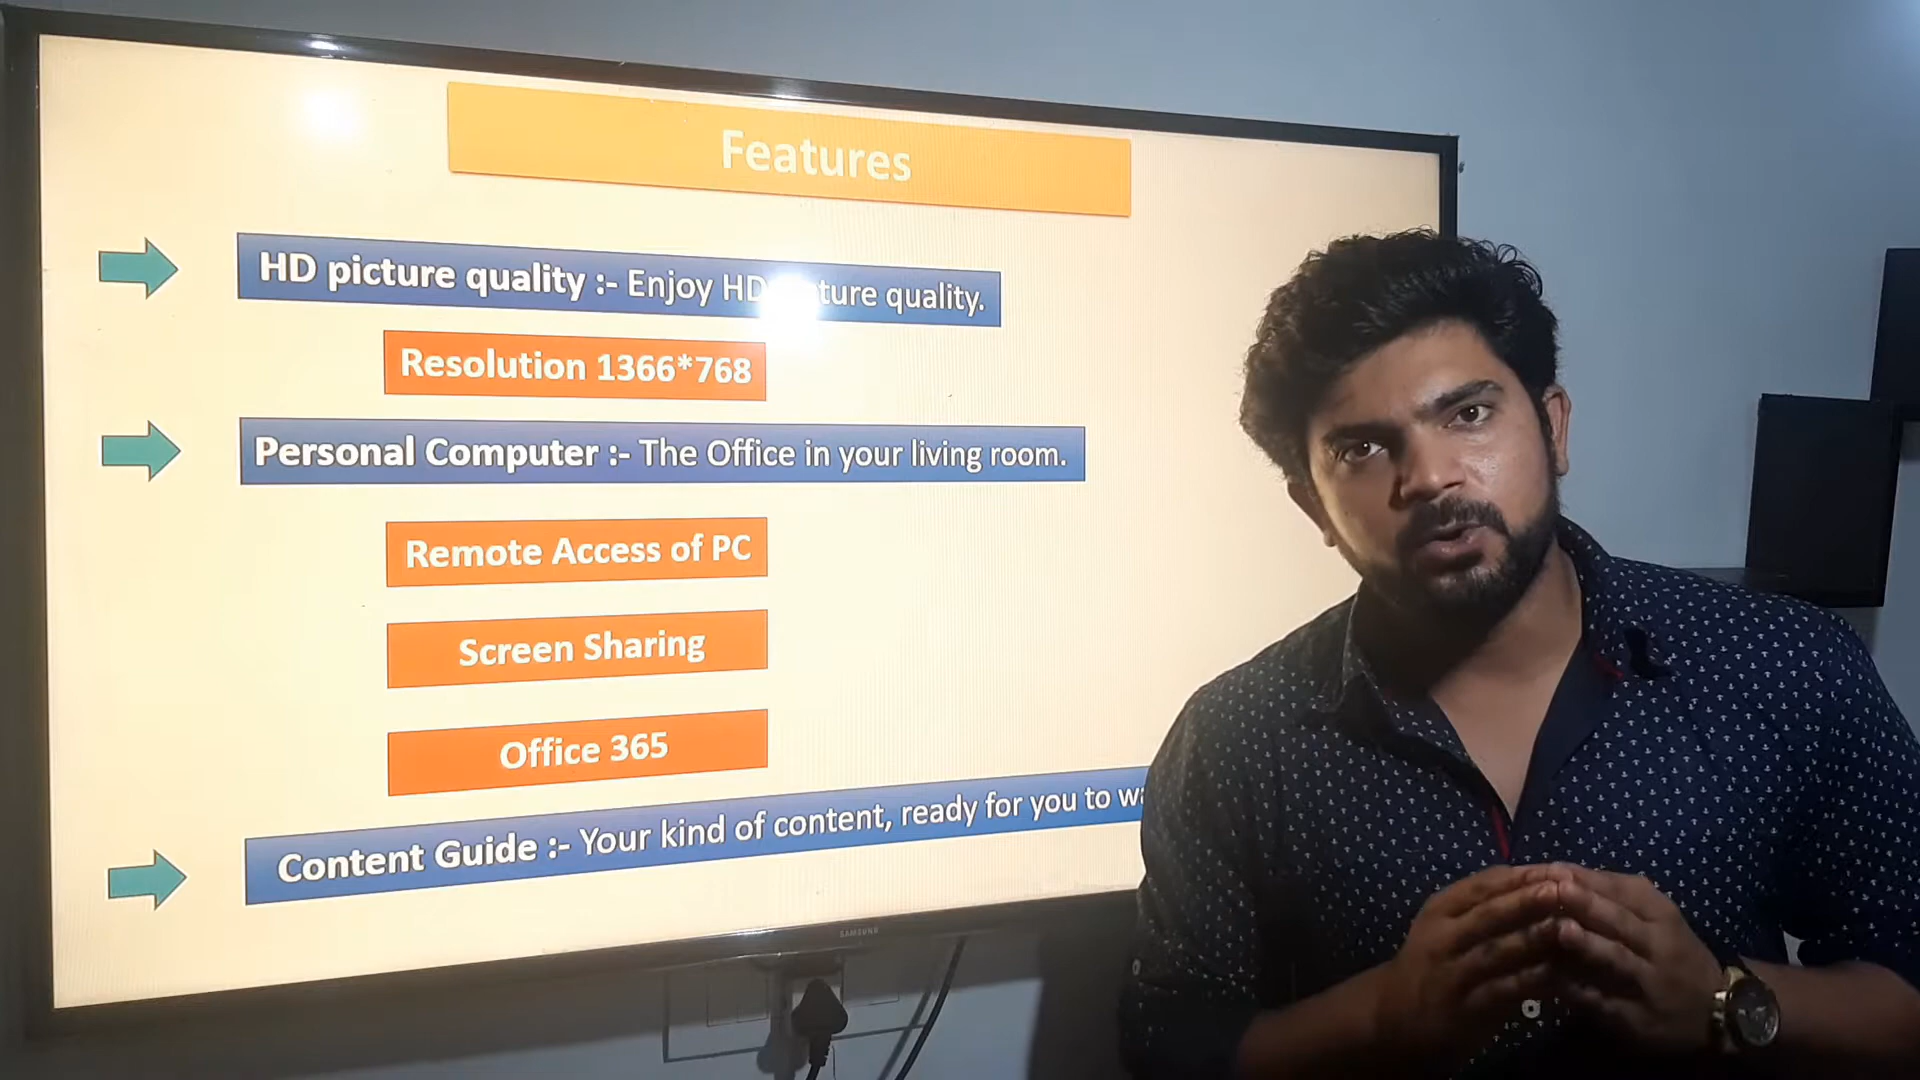 Features
HD picture quality :- Enjoy HD quality.
Resolution 1366*768
Personal Computer :- The Office in your living room.
Remote Access of PC
Screen Sharing
Office 365
Content Guide :- Your kind of content, ready for you to
SAMSUNG